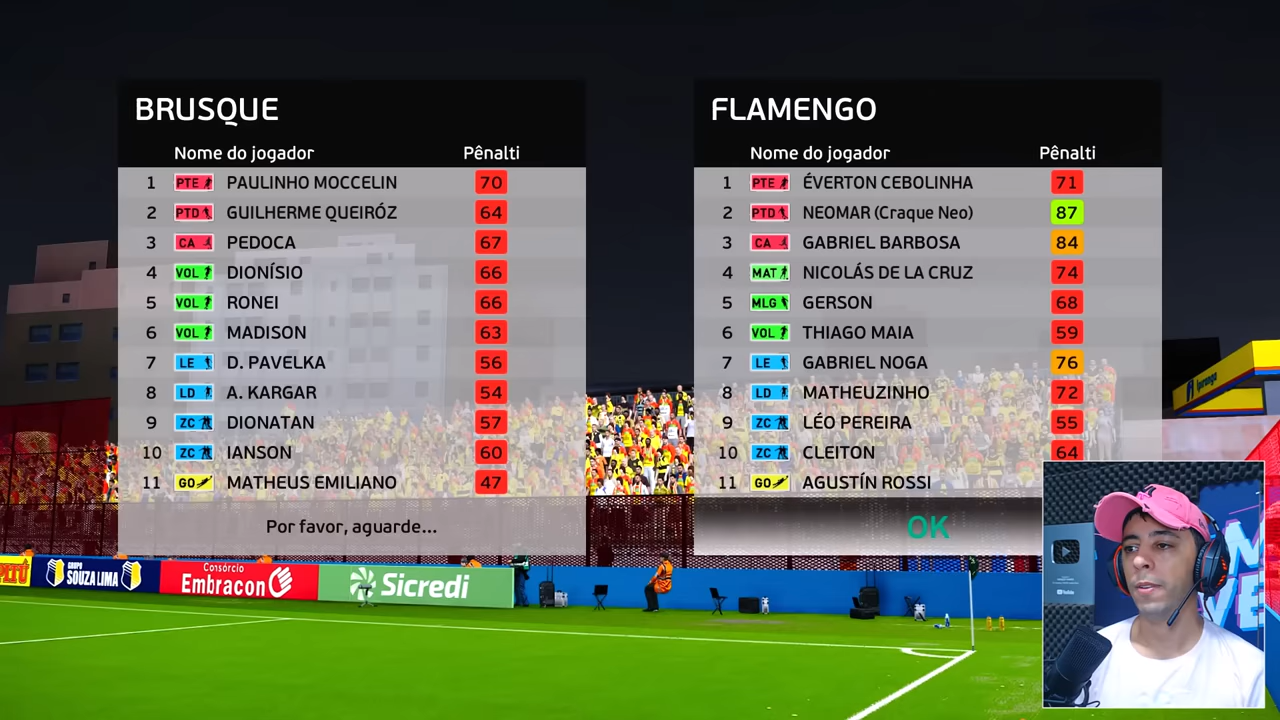 BRUSQUE
Nome do jogador Pênalti
1 PTE PAULINHO MOCCELIN 70
2 PTD GUILHERME QUEIRÓZ 64
3 CA PEDOCA 67
4 VOL DIONÍSIO 66
5 VOL RONEI 66
6 VOL MADISON 63
7 LE D. PAVELKA 56
8 LD A. KARGAR 54
9 ZC DIONATAN 57
10 ZC IANSON 60
11 GO MATHEUS EMILIANO 47
Por favor, aguarde...
FLAMENGO
Nome do jogador Pênalti
1 PTE ÉVERTON CEBOLINHA 71
2 PTD NEOMAR (Craque Neo) 87
3 CA GABRIEL BARBOSA 84
4 MAT NICOLÁS DE LA CRUZ 74
5 MLG GERSON 68
6 VOL THIAGO MAIA 59
7 LE GABRIEL NOGA 76
8 LD MATHEUZINHO 72
9 ZC LÉO PEREIRA 55
10 ZC CLEITON 64
11 GO AGUSTÍN ROSSI
OK
Ipiranga
PITÚ
GRUPO
SOUZA LIMA
Consórcio
Embracon
Sicredi
YouTube